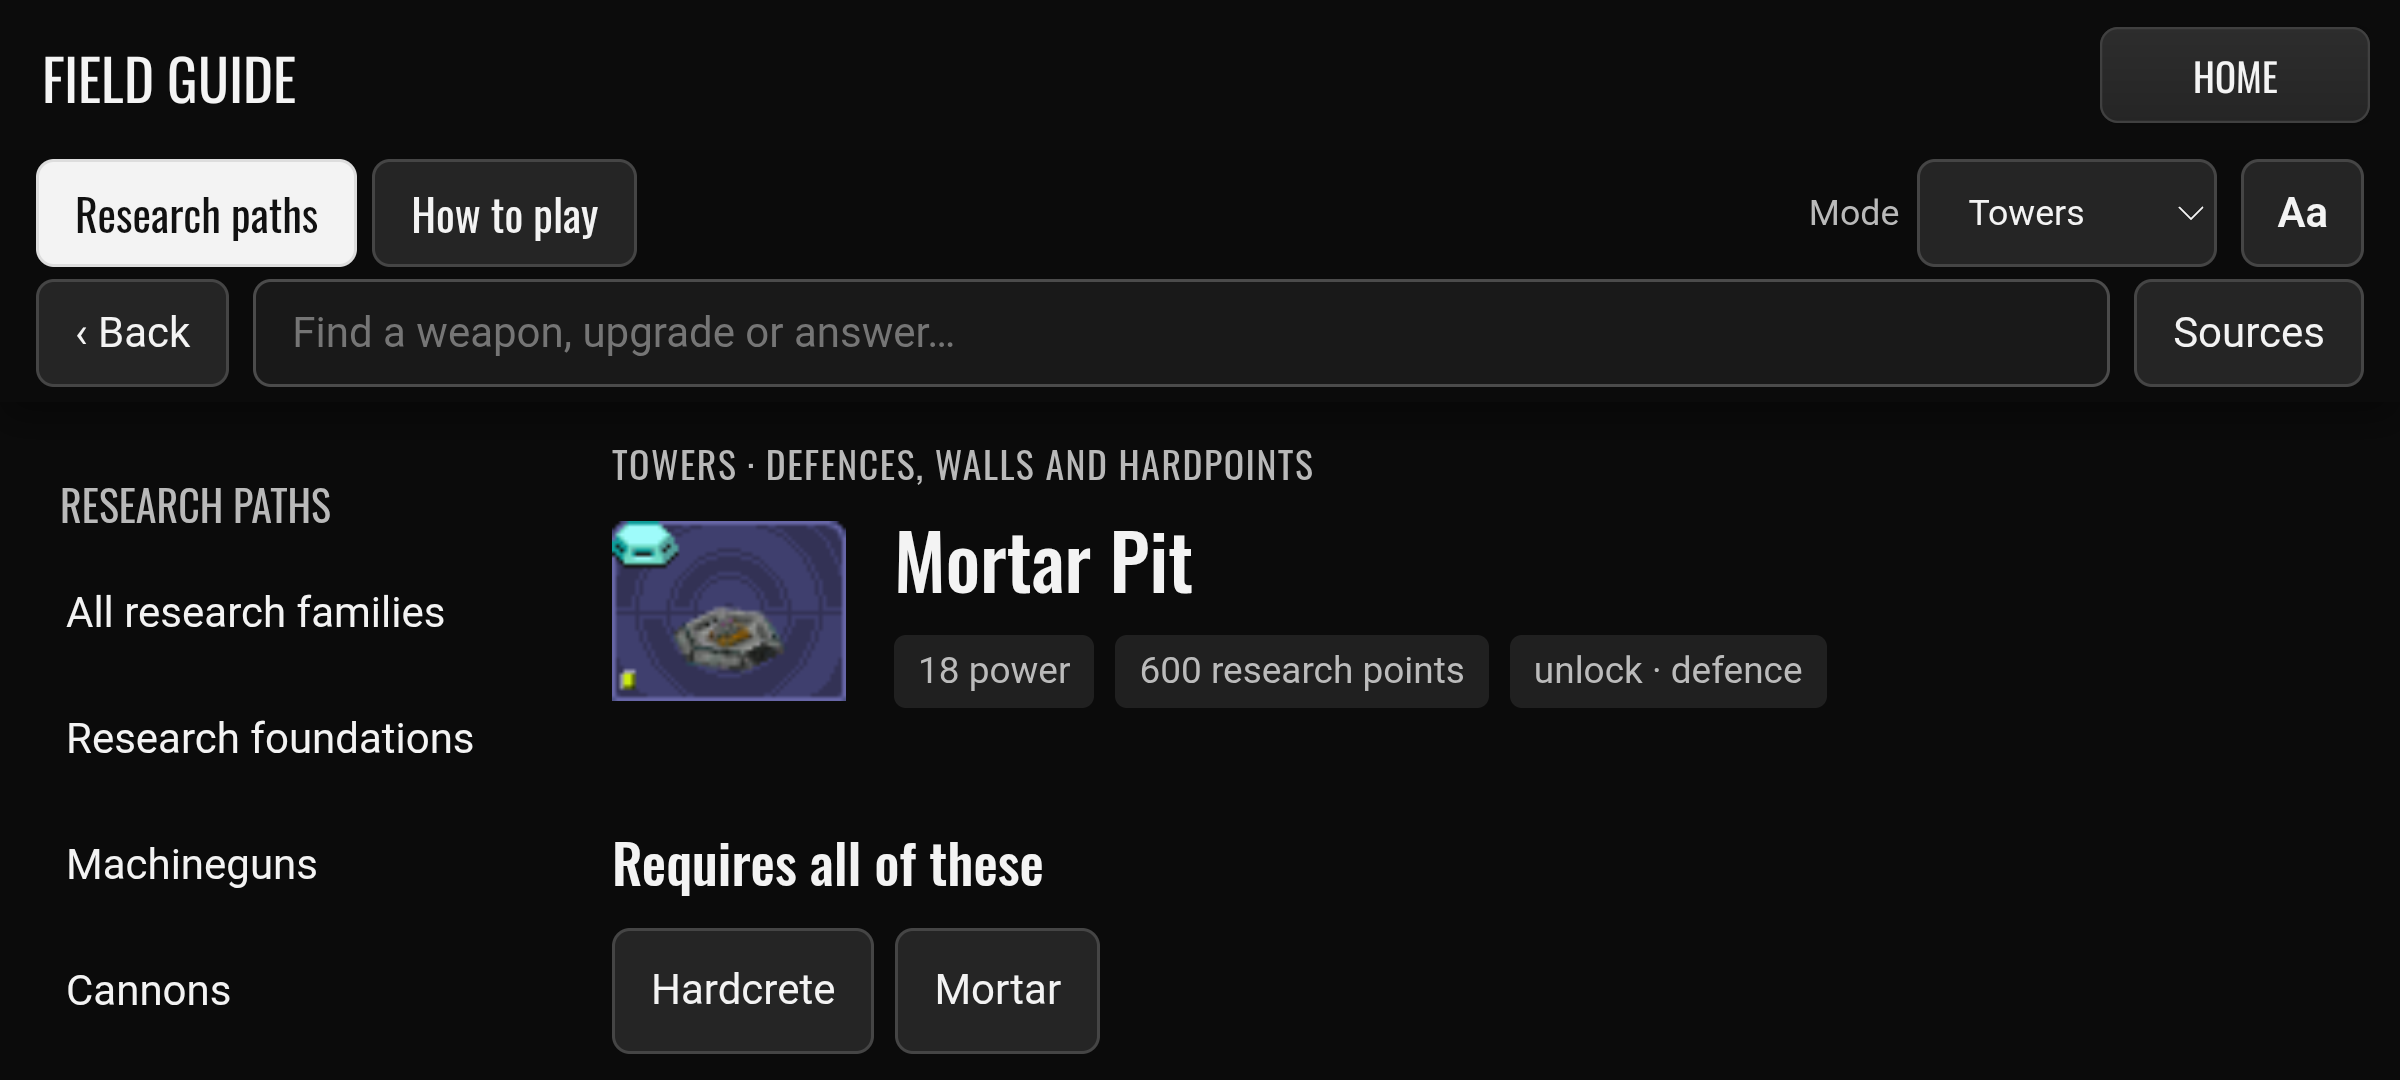 FIELD GUIDE
HOME
Research paths
How to play
Mode
Towers
Aa
‹ Back
Find a weapon, upgrade or answer...
Sources
RESEARCH PATHS
All research families
Research foundations
Machineguns
Cannons
TOWERS · DEFENCES, WALLS AND HARDPOINTS
Mortar Pit
18 power
600 research points
unlock · defence
Requires all of these
Hardcrete
Mortar